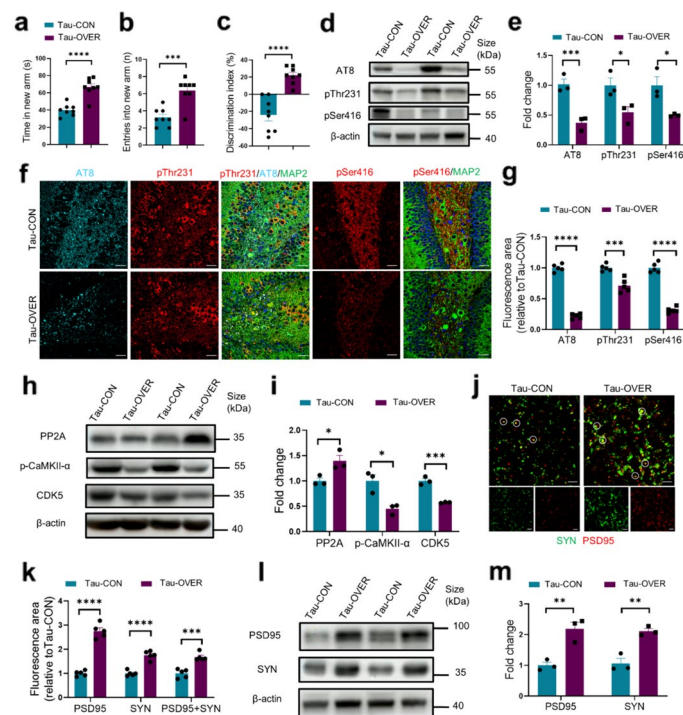 a
Tau-CON
Tau-OVER
****
Time in new arm (s)
100
80
60
40
20
0
b
***
Entries into new arm (n)
10
8
6
4
2
0
c
****
Discrimination index (%)
40
20
0
-20
-40
-60
d
Tau-CON
Tau-OVER
Tau-CON
Tau-OVER
Size
(kDa)
AT8
55
pThr231
55
pSer416
55
β-actin
40
e
Tau-CON
Tau-OVER
***
*
*
Fold change
2.0
1.5
1.0
0.5
0.0
AT8
pThr231
pSer416
f
AT8
pThr231
pThr231/AT8/MAP2
pSer416
pSer416/MAP2
Tau-CON
Tau-OVER
g
Tau-CON
Tau-OVER
****
***
****
Fluorescence area
(relative toTau-CON)
2.0
1.5
1.0
0.5
0.0
AT8
pThr231
pSer416
h
Tau-CON
Tau-OVER
Tau-CON
Tau-OVER
Size
(kDa)
PP2A
35
p-CaMKII-α
55
CDK5
35
β-actin
40
i
Tau-CON
Tau-OVER
*
*
***
Fold change
2.0
1.5
1.0
0.5
0.0
PP2A
p-CaMKII-α
CDK5
j
Tau-CON
Tau-OVER
SYN PSD95
k
Tau-CON
Tau-OVER
****
****
***
Fluorescence area
(relative toTau-CON)
4
3
2
1
0
PSD95
SYN
PSD95+SYN
l
Tau-CON
Tau-OVER
Tau-CON
Tau-OVER
Size
(kDa)
PSD95
100
SYN
35
β-actin
40
m
Tau-CON
Tau-OVER
**
**
Fold change
4
3
2
1
0
PSD95
SYN